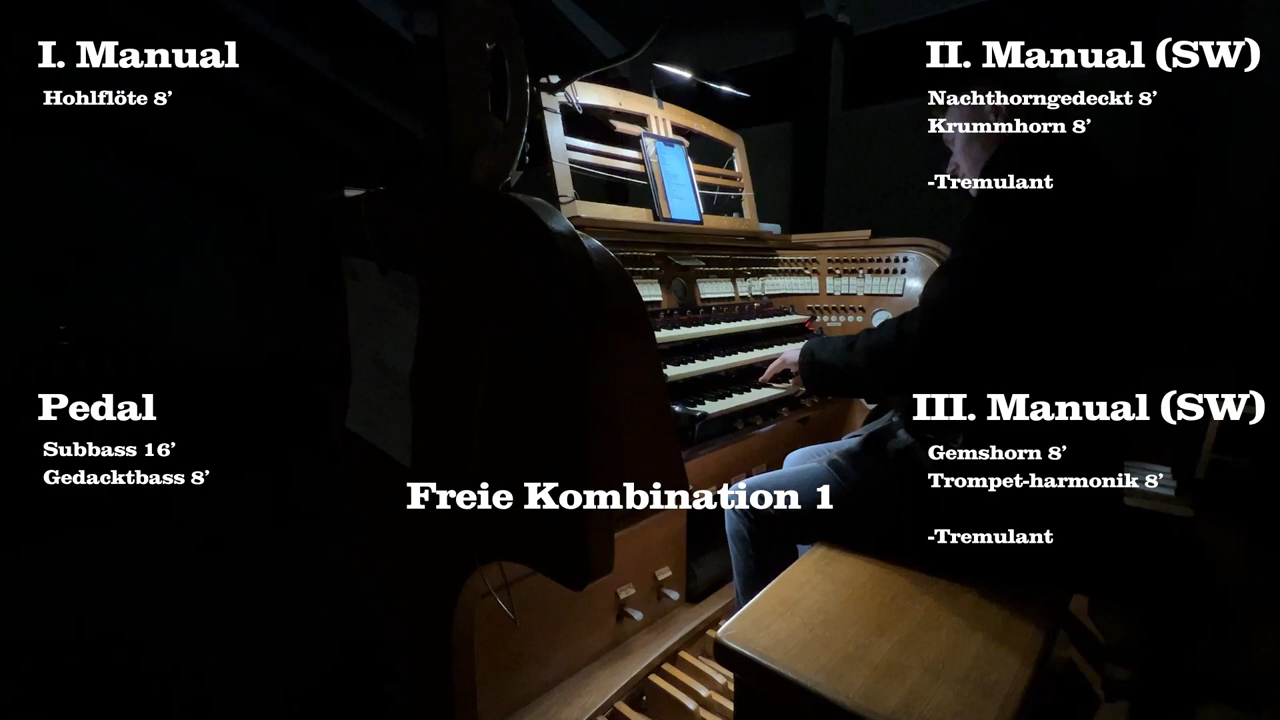 I. Manual
Hohlflöte 8’
II. Manual (SW)
Nachthorngedeckt 8’
Krummhorn 8’
-Tremulant
Pedal
Subbass 16’
Gedacktbass 8’
III. Manual (SW)
Gemshorn 8’
Trompet-harmonik 8’
-Tremulant
Freie Kombination 1